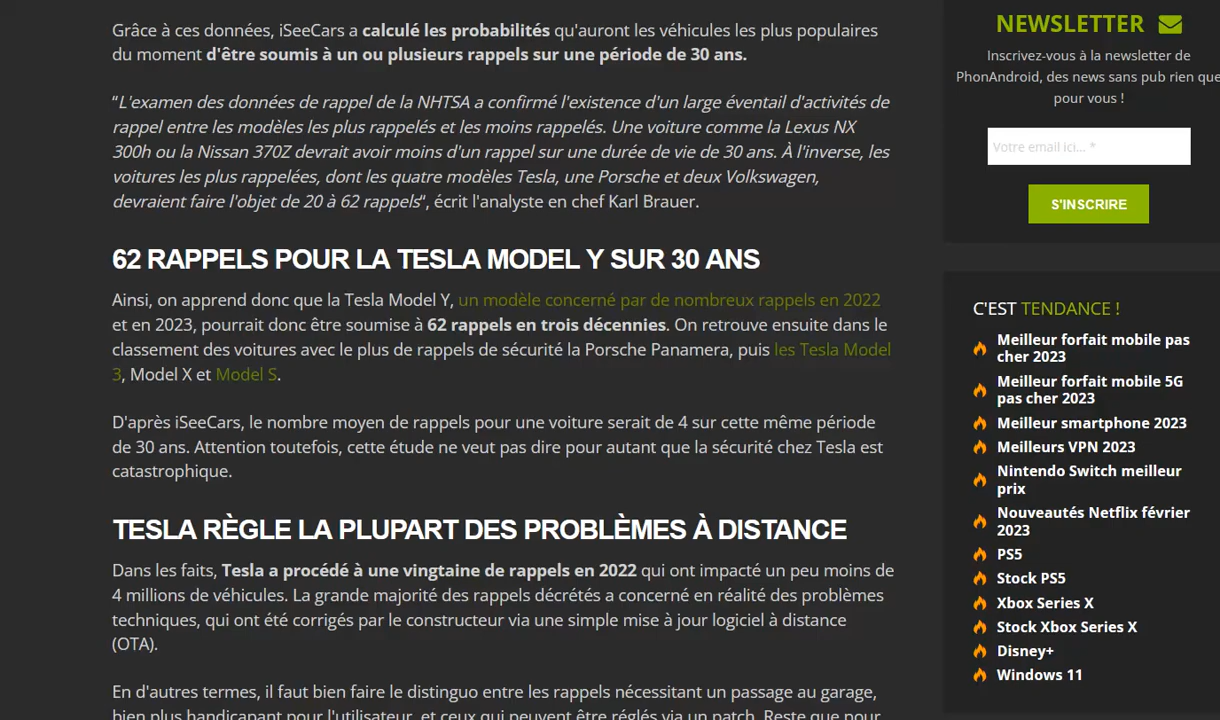 Grâce à ces données, iSeeCars a calculé les probabilités qu'auront les véhicules les plus populaires
du moment d'être soumis à un ou plusieurs rappels sur une période de 30 ans.
“L'examen des données de rappel de la NHTSA a confirmé l'existence d'un large éventail d'activités de
rappel entre les modèles les plus rappelés et les moins rappelés. Une voiture comme la Lexus NX
300h ou la Nissan 370Z devrait avoir moins d'un rappel sur une durée de vie de 30 ans. À l'inverse, les
voitures les plus rappelées, dont les quatre modèles Tesla, une Porsche et deux Volkswagen,
devraient faire l'objet de 20 à 62 rappels“, écrit l'analyste en chef Karl Brauer.
62 RAPPELS POUR LA TESLA MODEL Y SUR 30 ANS
Ainsi, on apprend donc que la Tesla Model Y, un modèle concerné par de nombreux rappels en 2022
et en 2023, pourrait donc être soumise à 62 rappels en trois décennies. On retrouve ensuite dans le
classement des voitures avec le plus de rappels de sécurité la Porsche Panamera, puis les Tesla Model
3, Model X et Model S.
D'après iSeeCars, le nombre moyen de rappels pour une voiture serait de 4 sur cette même période
de 30 ans. Attention toutefois, cette étude ne veut pas dire pour autant que la sécurité chez Tesla est
catastrophique.
TESLA RÈGLE LA PLUPART DES PROBLÈMES À DISTANCE
Dans les faits, Tesla a procédé à une vingtaine de rappels en 2022 qui ont impacté un peu moins de
4 millions de véhicules. La grande majorité des rappels décrétés a concerné en réalité des problèmes
techniques, qui ont été corrigés par le constructeur via une simple mise à jour logiciel à distance
(OTA).
En d'autres termes, il faut bien faire le distinguo entre les rappels nécessitant un passage au garage,
bien plus handicapant pour l'utilisateur, et ceux qui peuvent être réglés via un patch. Reste que pour
NEWSLETTER
Inscrivez-vous à la newsletter de
PhonAndroid, des news sans pub rien que
pour vous !
Votre email ici... *
S'INSCRIRE
C'EST TENDANCE !
Meilleur forfait mobile pas
cher 2023
Meilleur forfait mobile 5G
pas cher 2023
Meilleur smartphone 2023
Meilleurs VPN 2023
Nintendo Switch meilleur
prix
Nouveautés Netflix février
2023
PS5
Stock PS5
Xbox Series X
Stock Xbox Series X
Disney+
Windows 11